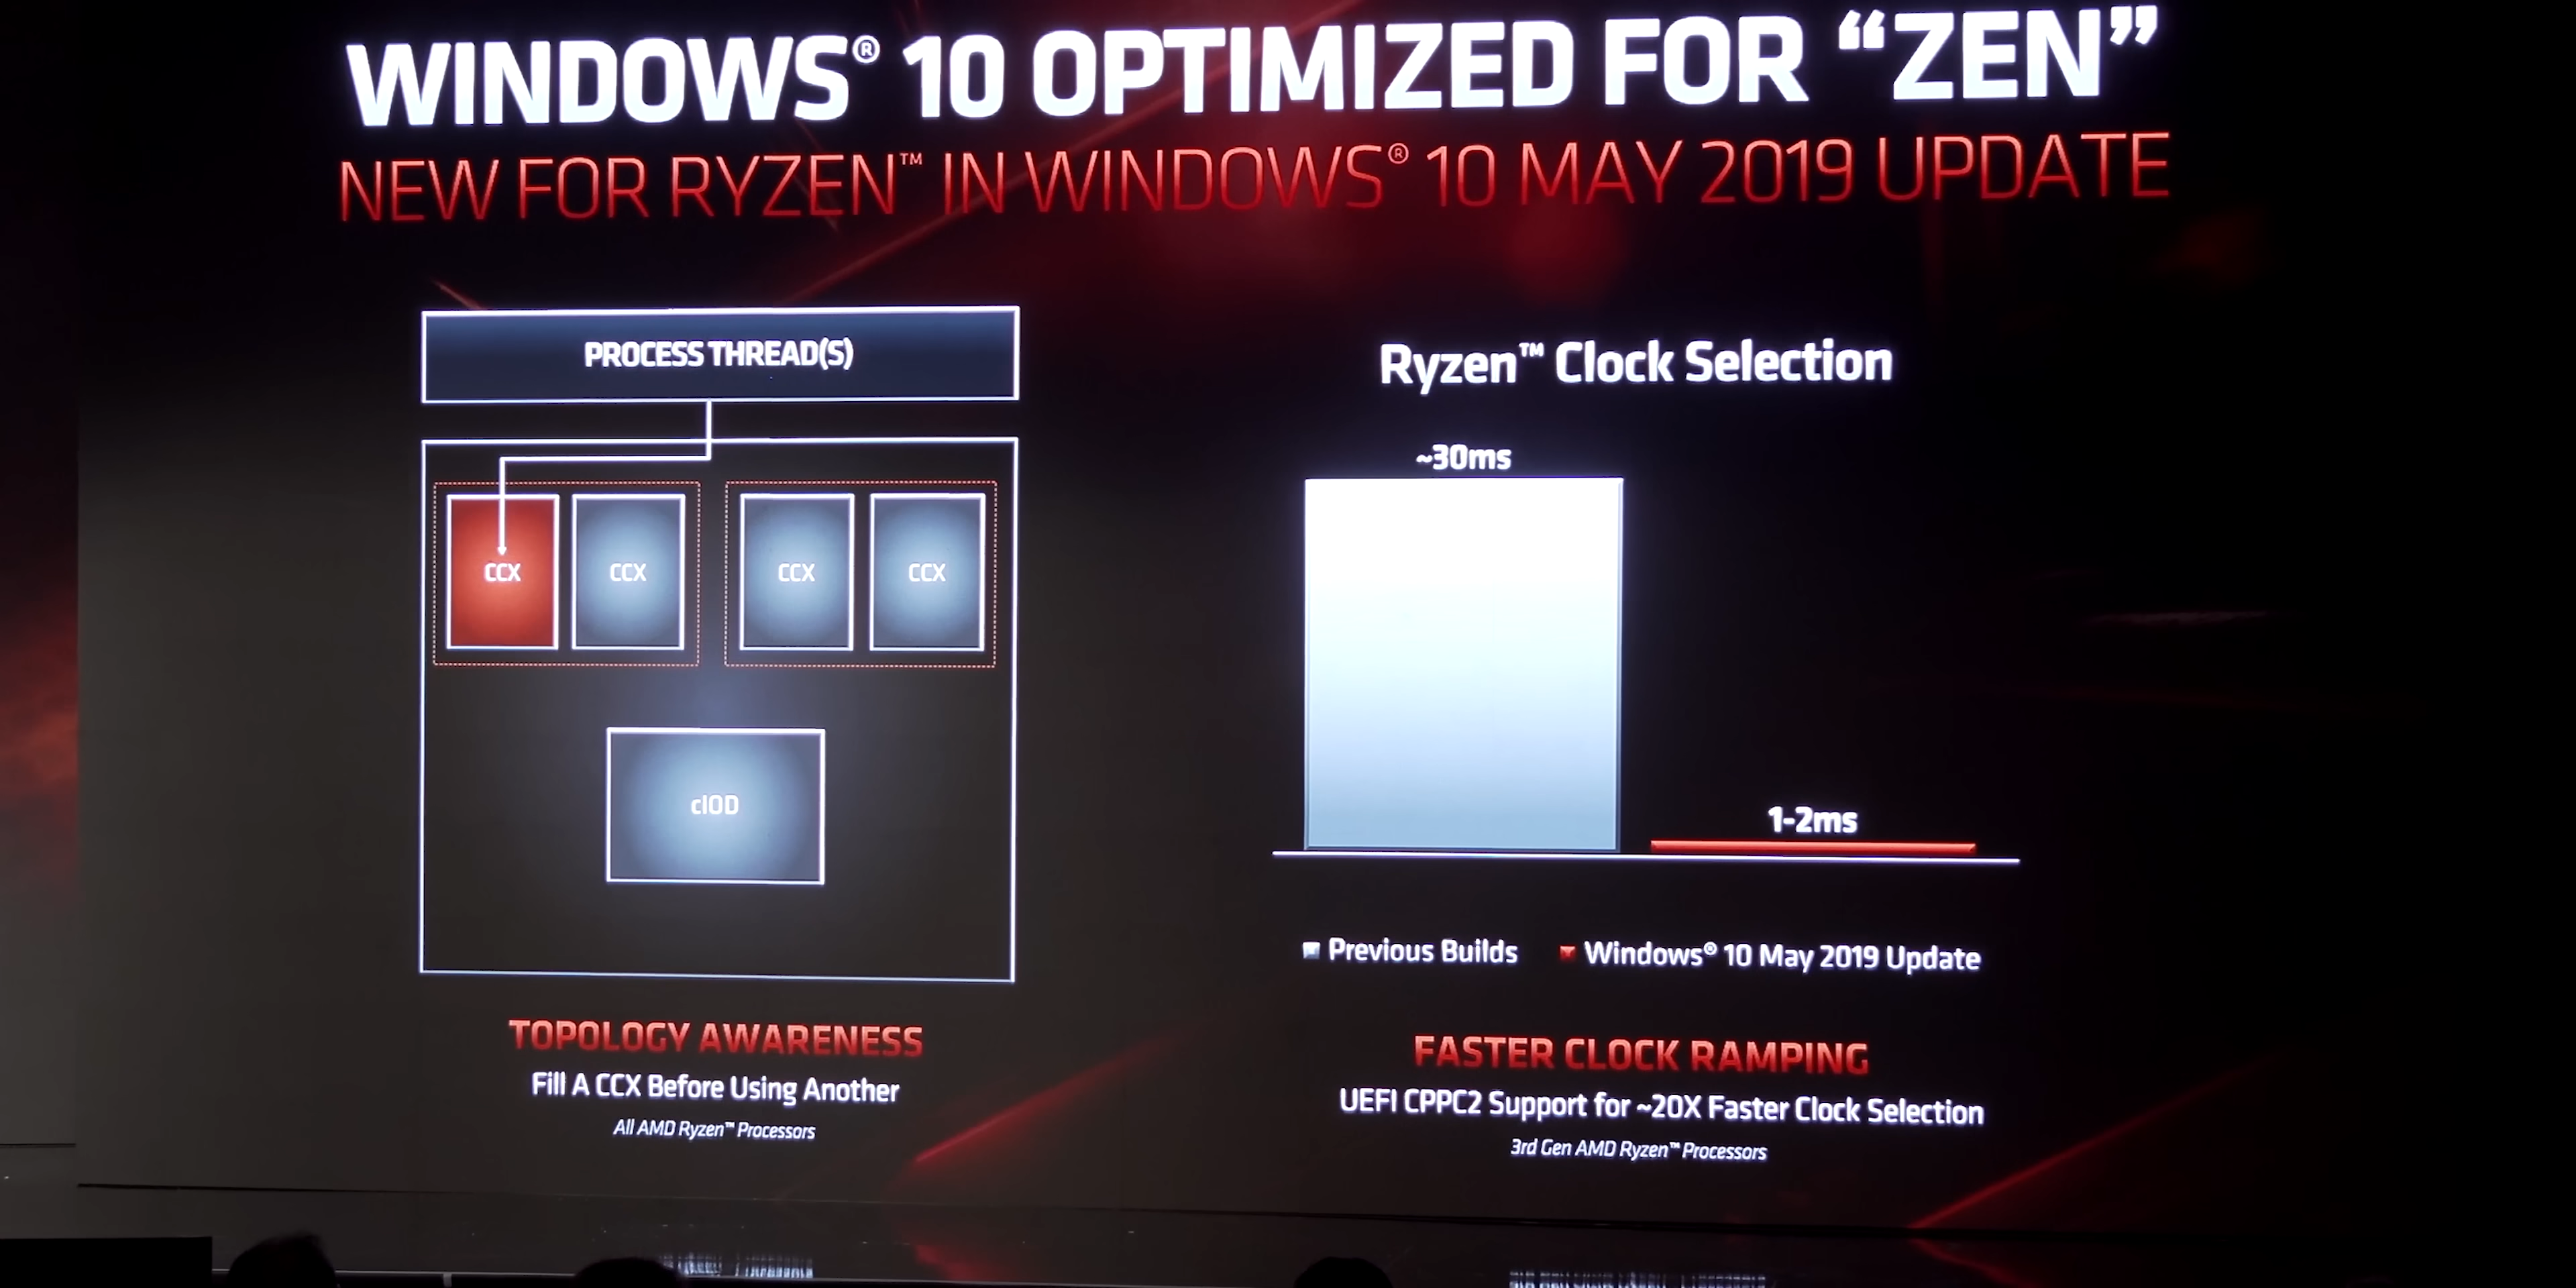 WINDOWS® 10 OPTIMIZED FOR “ZEN”
NEW FOR RYZEN™ IN WINDOWS® 10 MAY 2019 UPDATE
PROCESS THREAD(S)
CCX
CCX
CCX
CCX
cIOD
TOPOLOGY AWARENESS
Fill A CCX Before Using Another
All AMD Ryzen™ Processors
Ryzen™ Clock Selection
~30ms
1-2ms
Previous Builds
Windows® 10 May 2019 Update
FASTER CLOCK RAMPING
UEFI CPPC2 Support for ~20X Faster Clock Selection
3rd Gen AMD Ryzen™ Processors